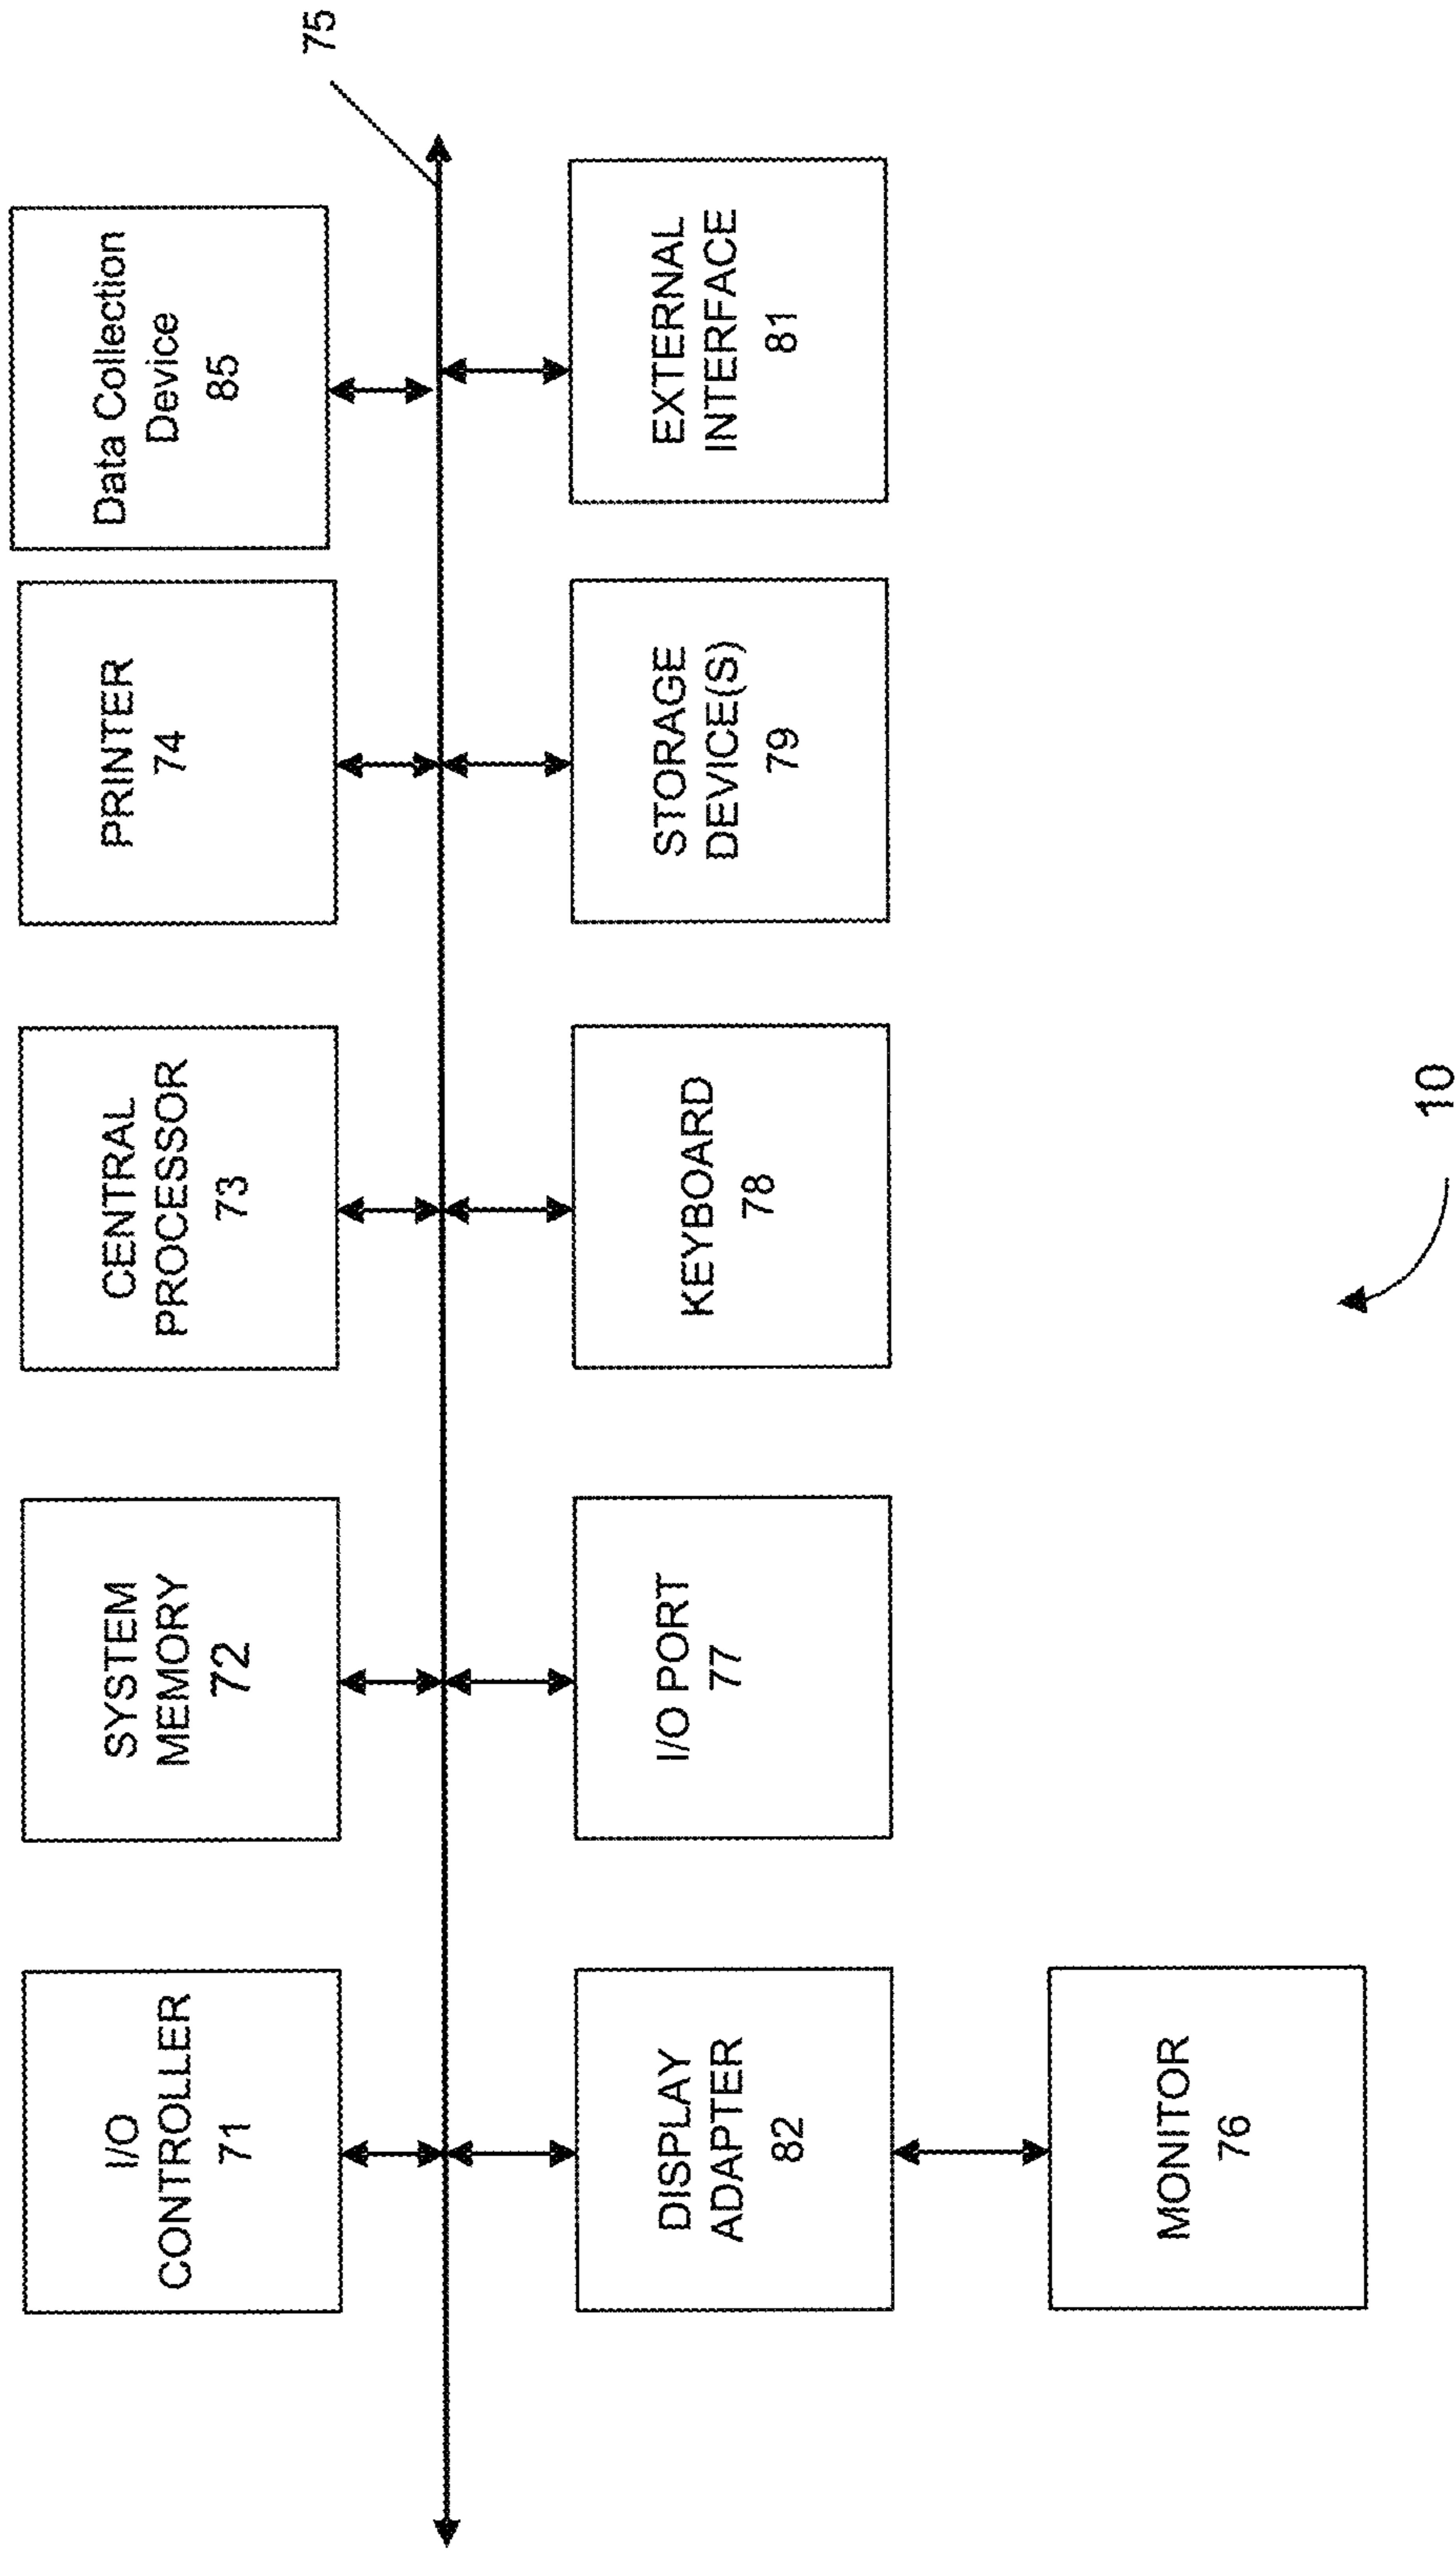 75
I/O
CONTROLLER
71
SYSTEM
MEMORY
72
CENTRAL
PROCESSOR
73
PRINTER
74
Data Collection
Device
85
DISPLAY
ADAPTER
82
I/O PORT
77
KEYBOARD
78
STORAGE
DEVICE(S)
79
EXTERNAL
INTERFACE
81
MONITOR
76
10